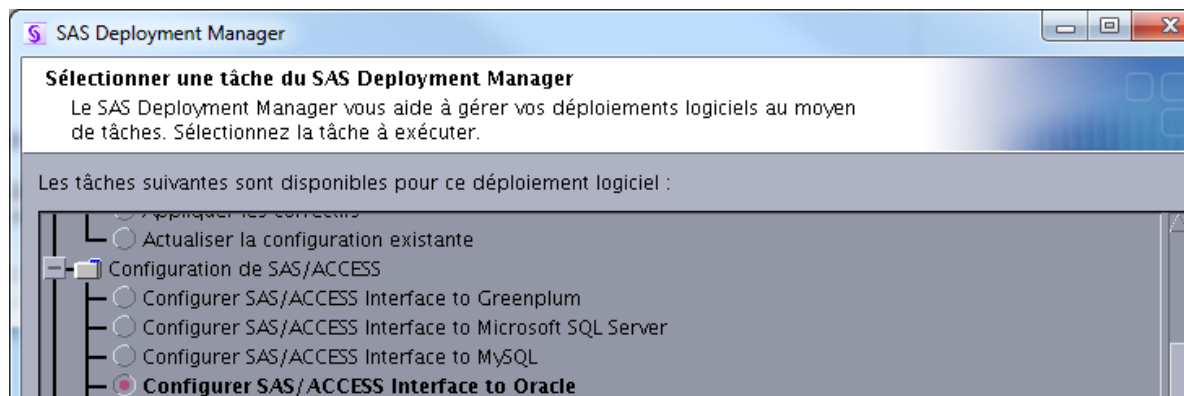 SAS Deployment Manager
Sélectionner une tâche du SAS Deployment Manager
Le SAS Deployment Manager vous aide à gérer vos déploiements logiciels au moyen
de tâches. Sélectionnez la tâche à exécuter.
Les tâches suivantes sont disponibles pour ce déploiement logiciel :
Appliquer les correctifs
Actualiser la configuration existante
Configuration de SAS/ACCESS
Configurer SAS/ACCESS Interface to Greenplum
Configurer SAS/ACCESS Interface to Microsoft SQL Server
Configurer SAS/ACCESS Interface to MySQL
Configurer SAS/ACCESS Interface to Oracle